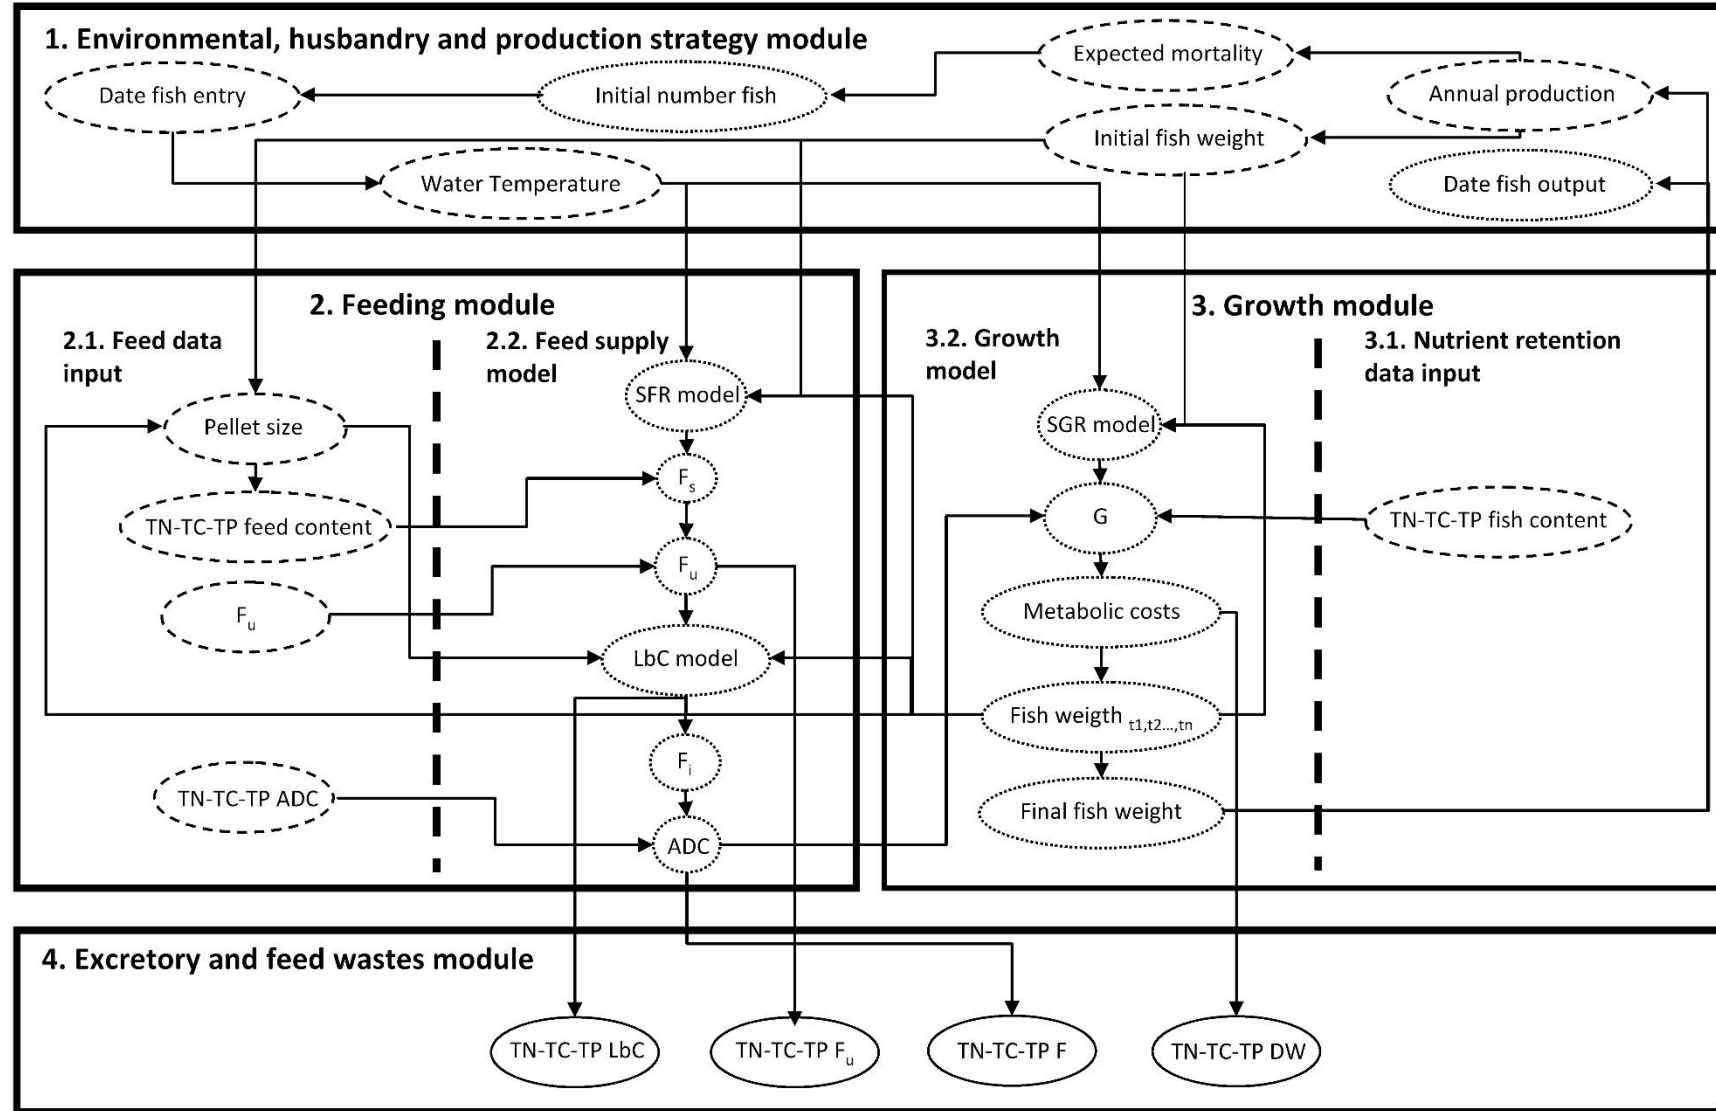 1. Environmental, husbandry and production strategy module
Expected mortality
Date fish entry
Initial number fish
Annual production
Initial fish weight
Water Temperature
Date fish output
2. Feeding module
2.1. Feed data
input
2.2. Feed supply
model
SFR model
Pellet size
Fs
TN-TC-TP feed content
Fu
Fu
LbC model
Fi
TN-TC-TP ADC
ADC
3. Growth module
3.2. Growth
model
3.1. Nutrient retention
data input
SGR model
G
TN-TC-TP fish content
Metabolic costs
Fish weigth t1,t2...,tn
Final fish weight
4. Excretory and feed wastes module
TN-TC-TP LbC
TN-TC-TP Fu
TN-TC-TP F
TN-TC-TP DW